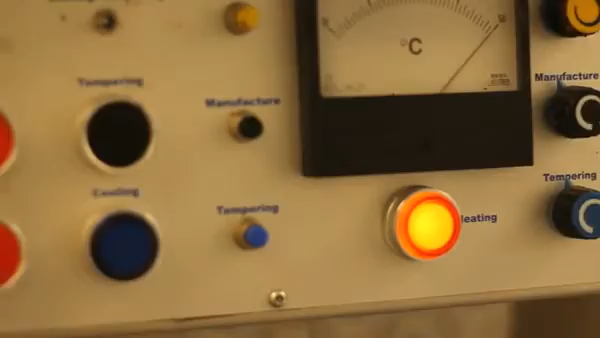 °C
Tempering
Manufacture
Manufacture
Cooling
Tempering
Tempering
Heating